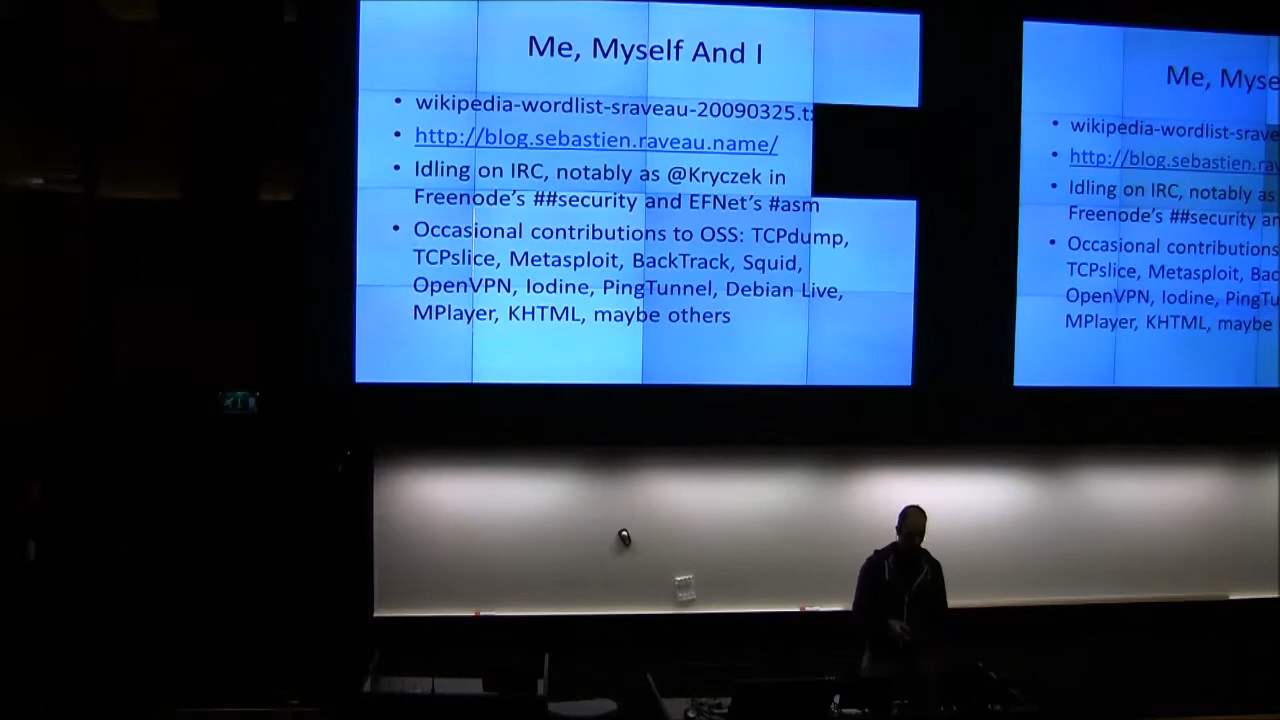 Me, Myself And I
• wikipedia-wordlist-sraveau-20090325.t
• http://blog.sebastien.raveau.name/
• Idling on IRC, notably as @Kryczek in
Freenode's ##security and EFNet's #asm
• Occasional contributions to OSS: TCPdump,
TCPslice, Metasploit, BackTrack, Squid,
OpenVPN, Iodine, PingTunnel, Debian Live,
MPlayer, KHTML, maybe others
Me, Myse
• wikipedia-wordlist-srave
• http://blog.sebastien.ra
• Idling on IRC, notably as
Freenode's ##security a
• Occasional contributions
TCPslice, Metasploit, Bac
OpenVPN, Iodine, PingTu
MPlayer, KHTML, maybe